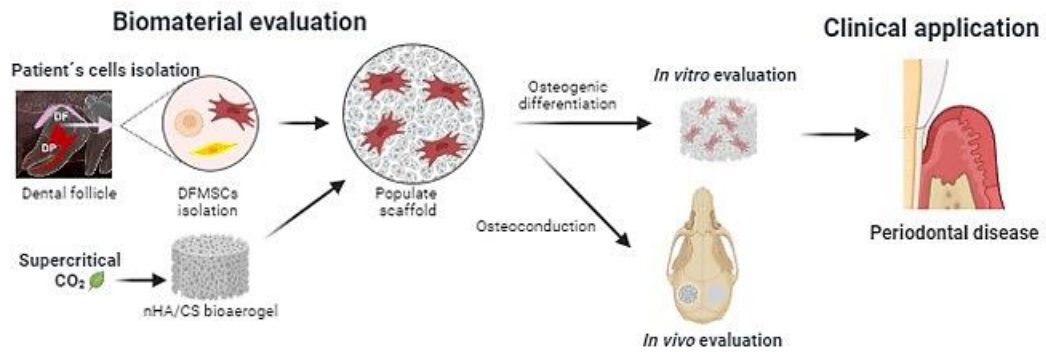 Biomaterial evaluation
Clinical application
Patient´s cells isolation
DF
DP
Dental follicle
DFMSCs
isolation
Populate
scaffold
Osteogenic
differentiation
In vitro evaluation
Osteoconduction
Supercritical
CO₂
nHA/CS bioaerogel
In vivo evaluation
Periodontal disease